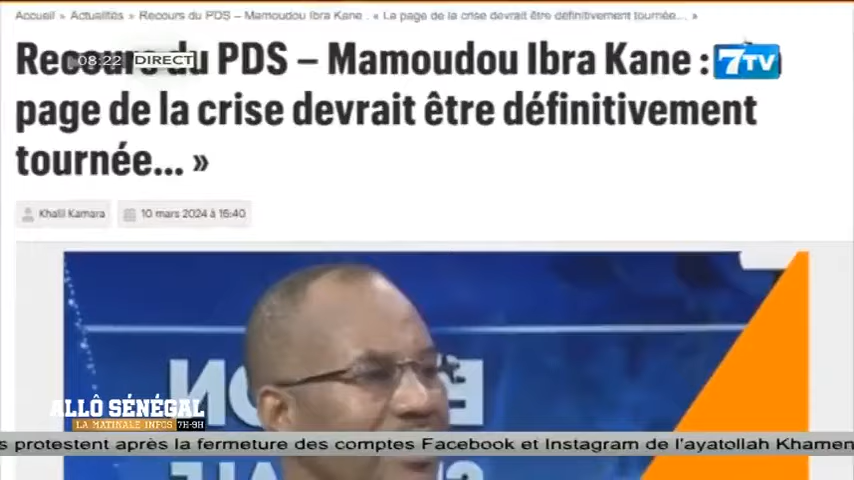 Accueil » Actualités » Recours du PDS – Mamoudou Ibra Kane : « La page de la crise devrait être définitivement tournée... »
Recours du PDS – Mamoudou Ibra Kane :
08:22 DIRECT
7TV
page de la crise devrait être définitivement
tournée... »
Khalil Kamara 10 mars 2024 à 16:40
ALLÔ SÉNÉGAL
LA MATINALE INFOS 7H-9H
s protestent après la fermeture des comptes Facebook et Instagram de l'ayatollah Khamen